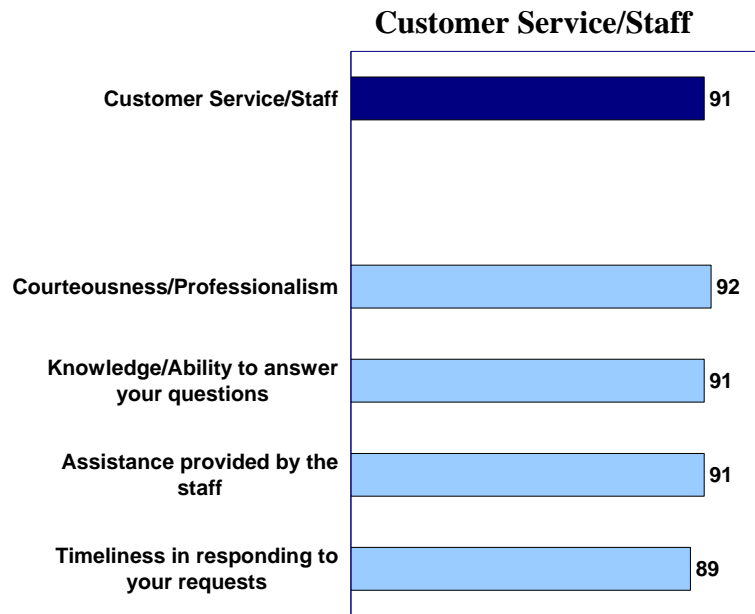 Customer Service/Staff
Customer Service/Staff
91
Courteousness/Professionalism
92
Knowledge/Ability to answer
your questions
91
Assistance provided by the
staff
91
Timeliness in responding to
your requests
89